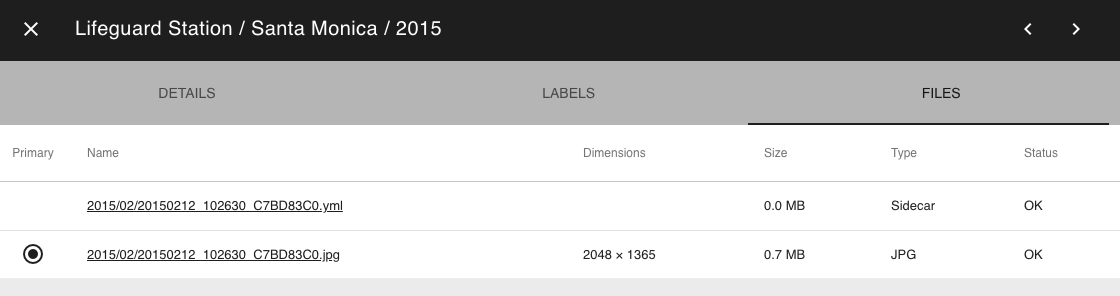 Lifeguard Station / Santa Monica / 2015
DETAILS LABELS FILES
Primary Name Dimensions Size Type Status
2015/02/20150212_102630_C7BD83C0.yml 0.0 MB Sidecar OK
2015/02/20150212_102630_C7BD83C0.jpg 2048 × 1365 0.7 MB JPG OK